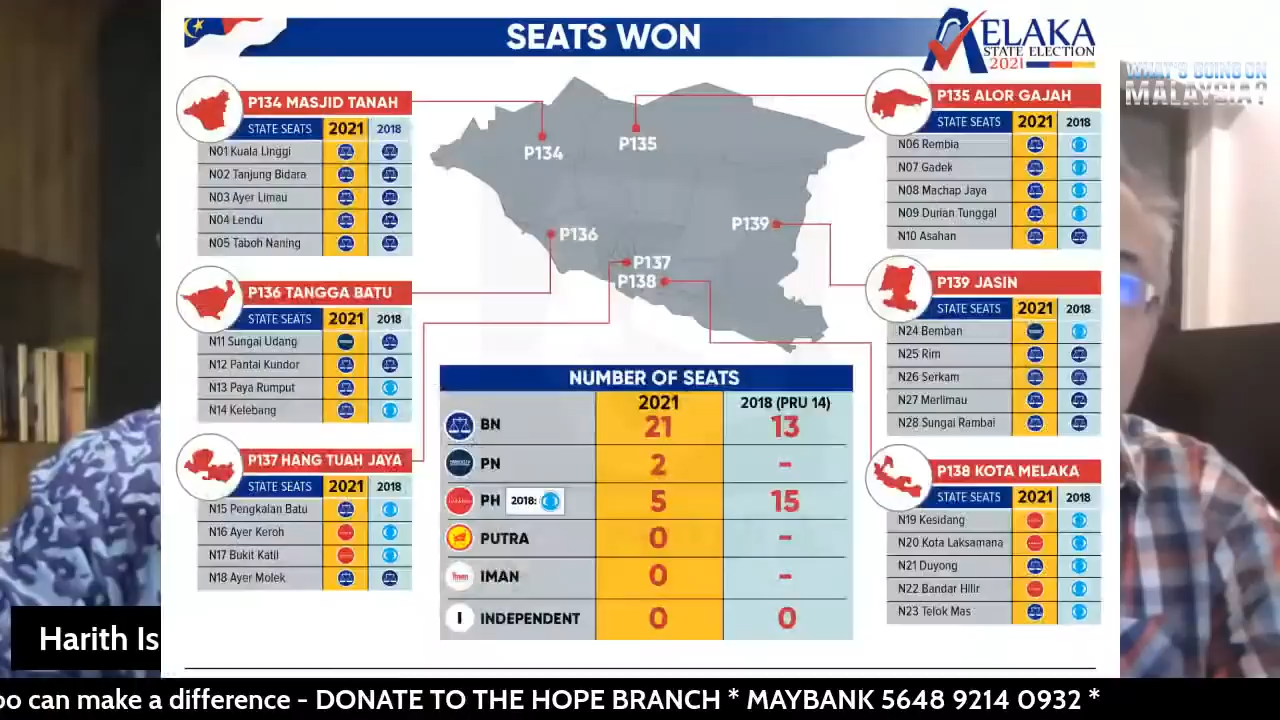 SEATS WON
MELAKA
STATE ELECTION
2021
WHAT'S GOING ON
MALAYSIA?
P134 MASJID TANAH
STATE SEATS 2021 2018
N01 Kuala Linggi
N02 Tanjung Bidara
N03 Ayer Limau
N04 Lendu
N05 Taboh Naning
P136 TANGGA BATU
STATE SEATS 2021 2018
N11 Sungai Udang
N12 Pantai Kundor
N13 Paya Rumput
N14 Kelebang
P137 HANG TUAH JAYA
STATE SEATS 2021 2018
N15 Pengkalan Batu
N16 Ayer Keroh
N17 Bukit Katil
N18 Ayer Molek
P134
P135
P136
P139
P137
P138
NUMBER OF SEATS
2021 2018 (PRU 14)
BN 21 13
PN 2 -
PH 2018: 5 15
PUTRA 0 -
IMAN 0 -
I INDEPENDENT 0 0
P135 ALOR GAJAH
STATE SEATS 2021 2018
N06 Rembia
N07 Gadek
N08 Machap Jaya
N09 Durian Tunggal
N10 Asahan
P139 JASIN
STATE SEATS 2021 2018
N24 Bemban
N25 Rim
N26 Serkam
N27 Merlimau
N28 Sungai Rambai
P138 KOTA MELAKA
STATE SEATS 2021 2018
N19 Kesidang
N20 Kota Laksamana
N21 Duyong
N22 Bandar Hilir
N23 Telok Mas
Harith Is
oo can make a difference - DONATE TO THE HOPE BRANCH * MAYBANK 5648 9214 0932 *